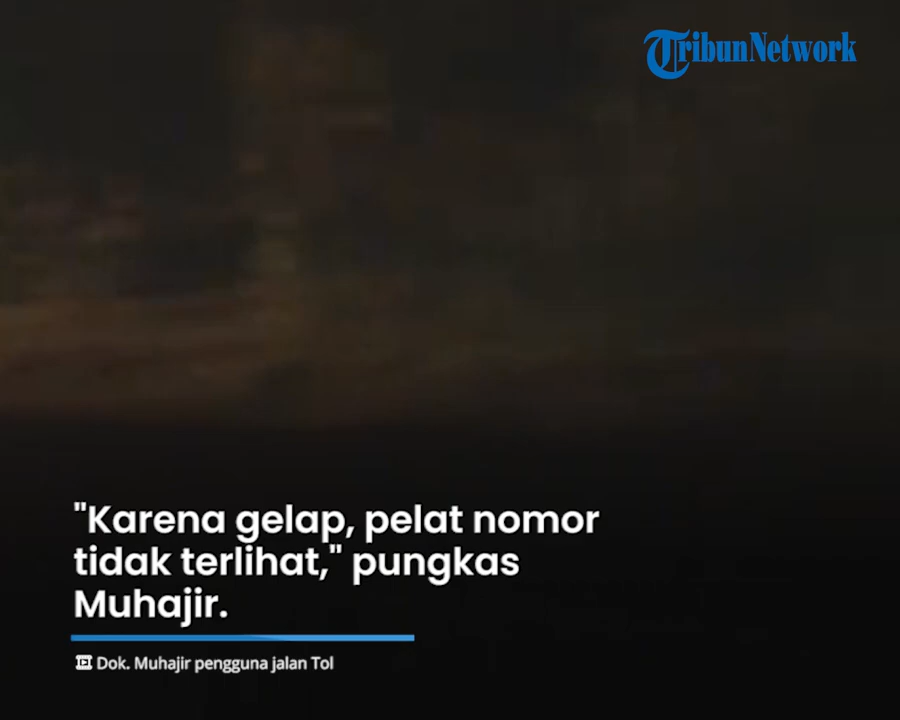 TribunNetwork
"Karena gelap, pelat nomor
tidak terlihat," pungkas
Muhajir.
Dok. Muhajir pengguna jalan Tol